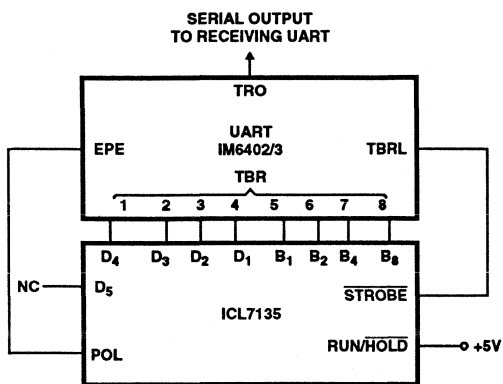 SERIAL OUTPUT
TO RECEIVING UART
TRO
UART
IM6402/3
EPE
TBRL
TBR
1 2 3 4 5 6 7 8
D4 D3 D2 D1 B1 B2 B4 B8
NC
D5
STROBE
ICL7135
RUN/HOLD
+5V
POL